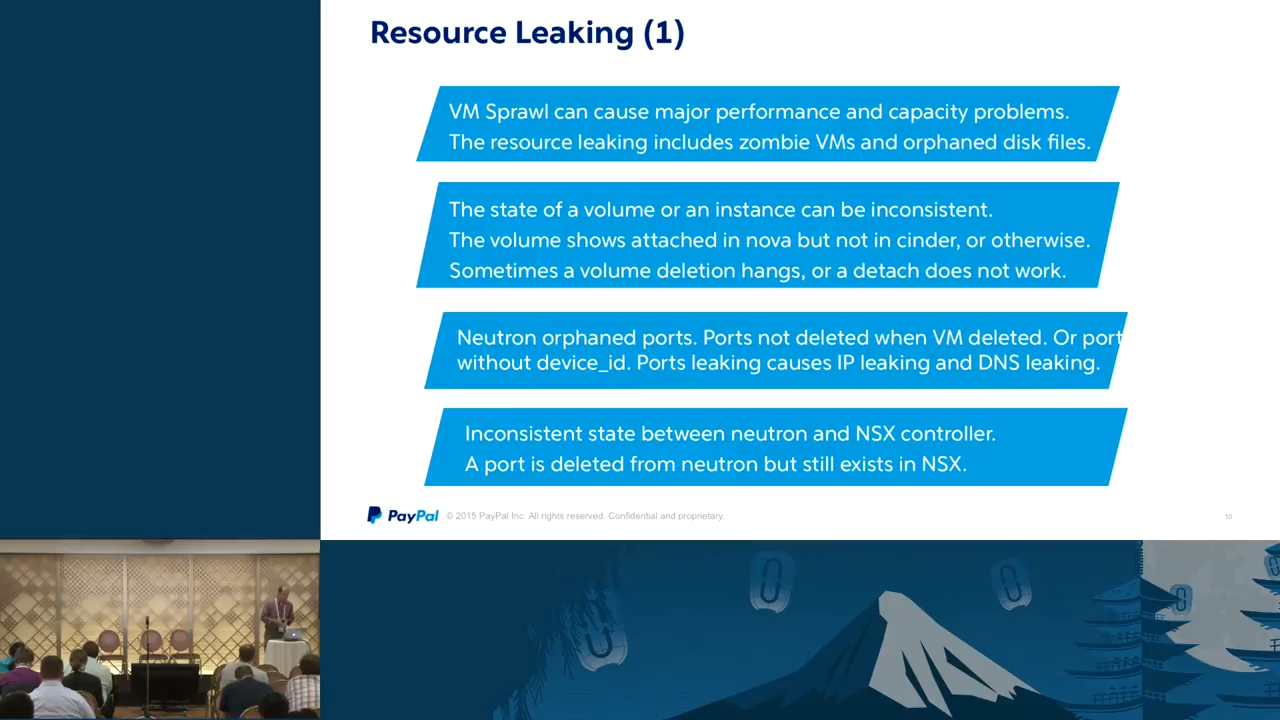 Resource Leaking (1)
VM Sprawl can cause major performance and capacity problems.
The resource leaking includes zombie VMs and orphaned disk files.
The state of a volume or an instance can be inconsistent.
The volume shows attached in nova but not in cinder, or otherwise.
Sometimes a volume deletion hangs, or a detach does not work.
Neutron orphaned ports. Ports not deleted when VM deleted. Or port
without device_id. Ports leaking causes IP leaking and DNS leaking.
Inconsistent state between neutron and NSX controller.
A port is deleted from neutron but still exists in NSX.
PayPal © 2015 PayPal Inc. All rights reserved. Confidential and proprietary. 10